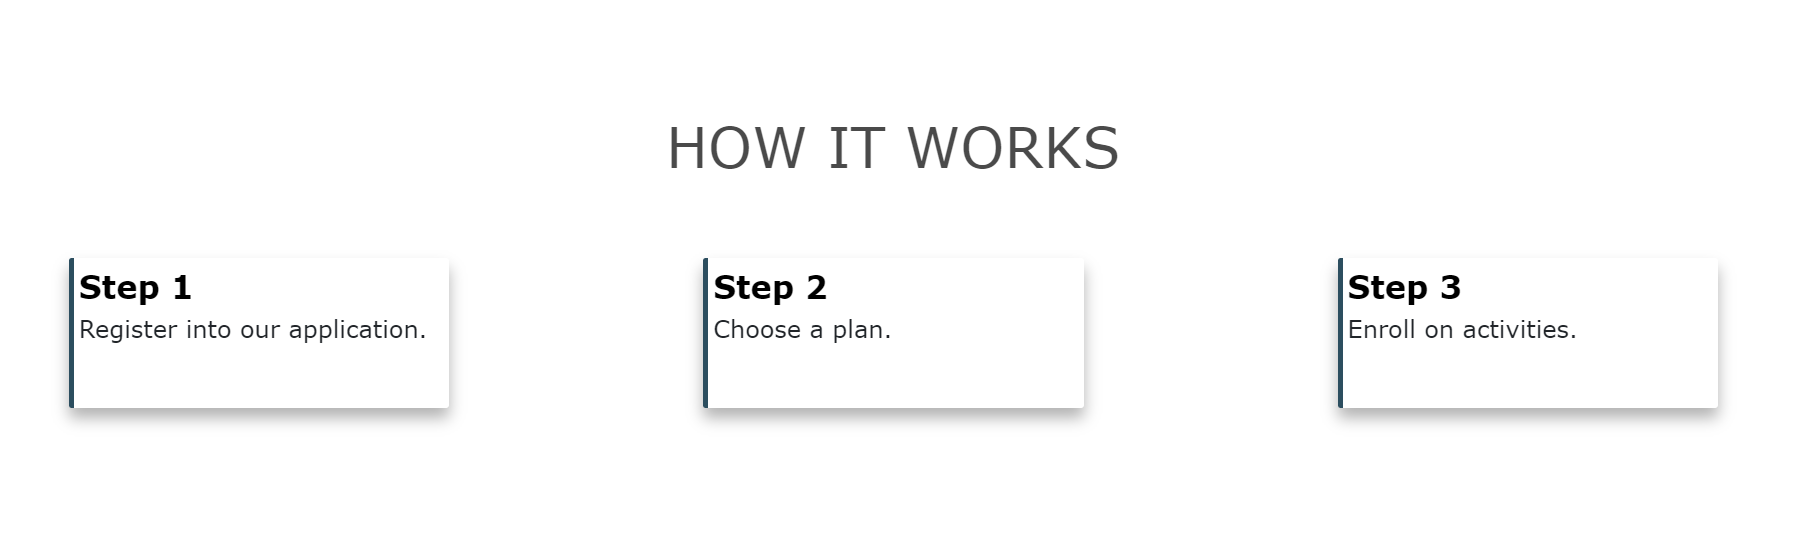 HOW IT WORKS
Step 1
Register into our application.
Step 2
Choose a plan.
Step 3
Enroll on activities.